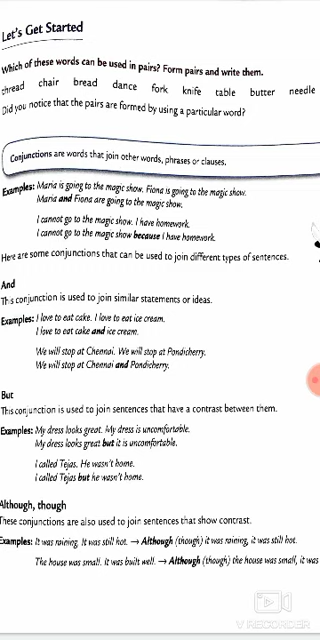 Let's Get Started
Which of these words can be used in pairs? Form pairs and write them.
thread chair bread dance fork knife table butter needle
Did you notice that the pairs are formed by using a particular word?
Conjunctions are words that join other words, phrases or clauses.
Examples: Maria is going to the magic show. Fiona is going to the magic show.
Maria and Fiona are going to the magic show.
I cannot go to the magic show. I have homework.
I cannot go to the magic show because I have homework.
Here are some conjunctions that can be used to join different types of sentences.
And
This conjunction is used to join similar statements or ideas.
Examples: I love to eat cake. I love to eat ice cream.
I love to eat cake and ice cream.
We will stop at Chennai. We will stop at Pondicherry.
We will stop at Chennai and Pondicherry.
But
This conjunction is used to join sentences that have a contrast between them.
Examples: My dress looks great. My dress is uncomfortable.
My dress looks great but it is uncomfortable.
I called Tejas. He wasn't home.
I called Tejas but he wasn't home.
Although, though
These conjunctions are also used to join sentences that show contrast.
Examples: It was raining. It was still hot. → Although (though) it was raining, it was still hot.
The house was small. It was built well. → Although (though) the house was small, it was
V RECORDER